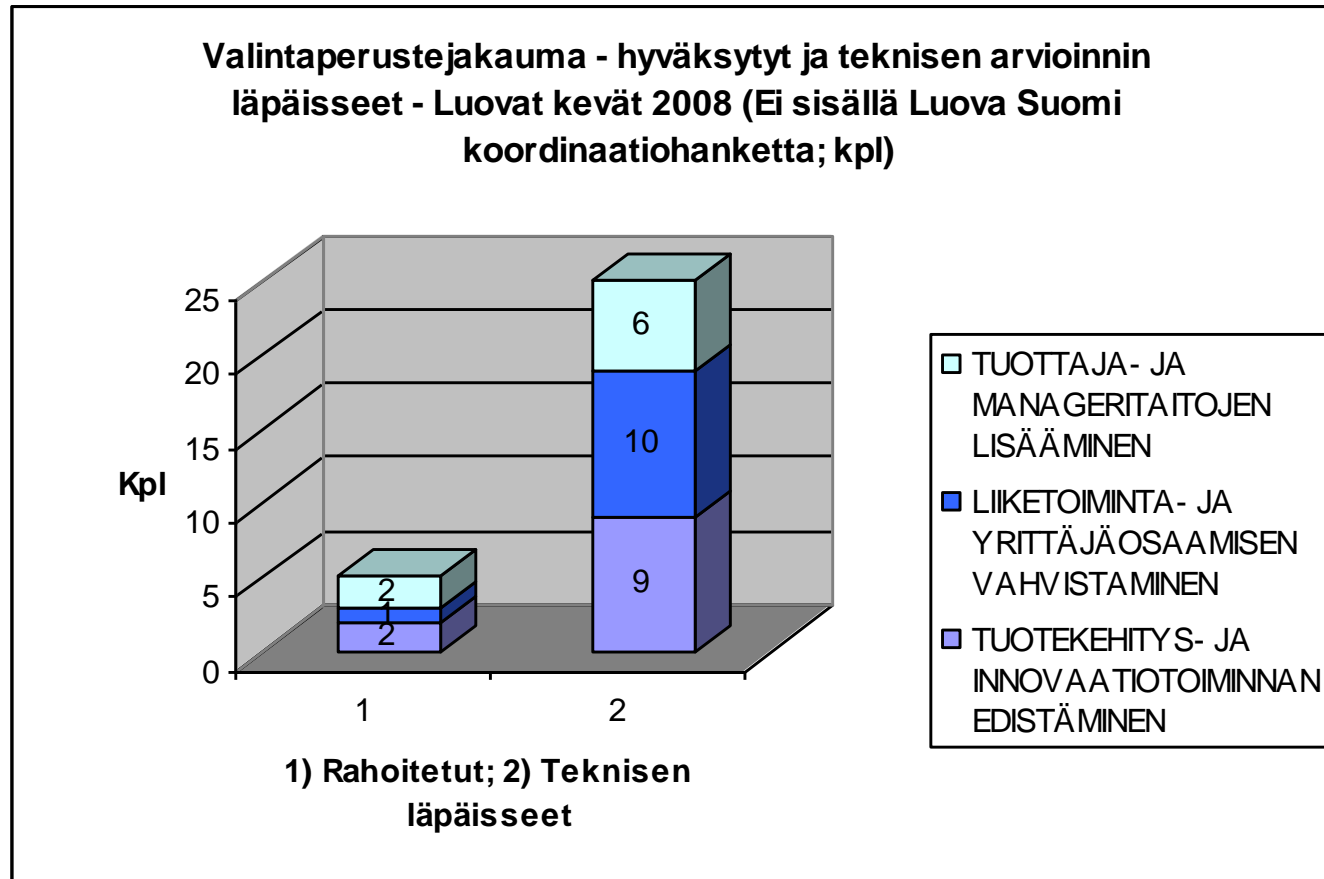 Valintaperustejakauma - hyväksytyt ja teknisen arvioinnin
läpäisseet - Luovat kevät 2008 (Ei sisällä Luova Suomi
koordinaatiohanketta; kpl)
25
20
15
10
5
0
Kpl
2
1
2
6
10
9
1
2
1) Rahoitetut; 2) Teknisen
läpäisseet
TUOTTAJA- JA
MANAGERITAITOJEN
LISÄÄMINEN
LIIKETOIMINTA- JA
YRITTÄJÄOSAAMISEN
VAHVISTAMINEN
TUOTEKEHITYS- JA
INNOVAATIOTOIMINNAN
EDISTÄMINEN